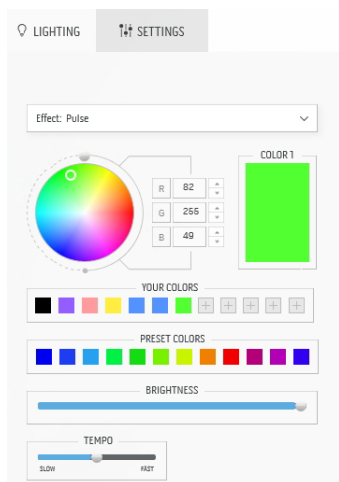 LIGHTING SETTINGS
Effect: Pulse
COLOR 1
R 82
G 255
B 49
YOUR COLORS
PRESET COLORS
BRIGHTNESS
TEMPO
SLOW FAST